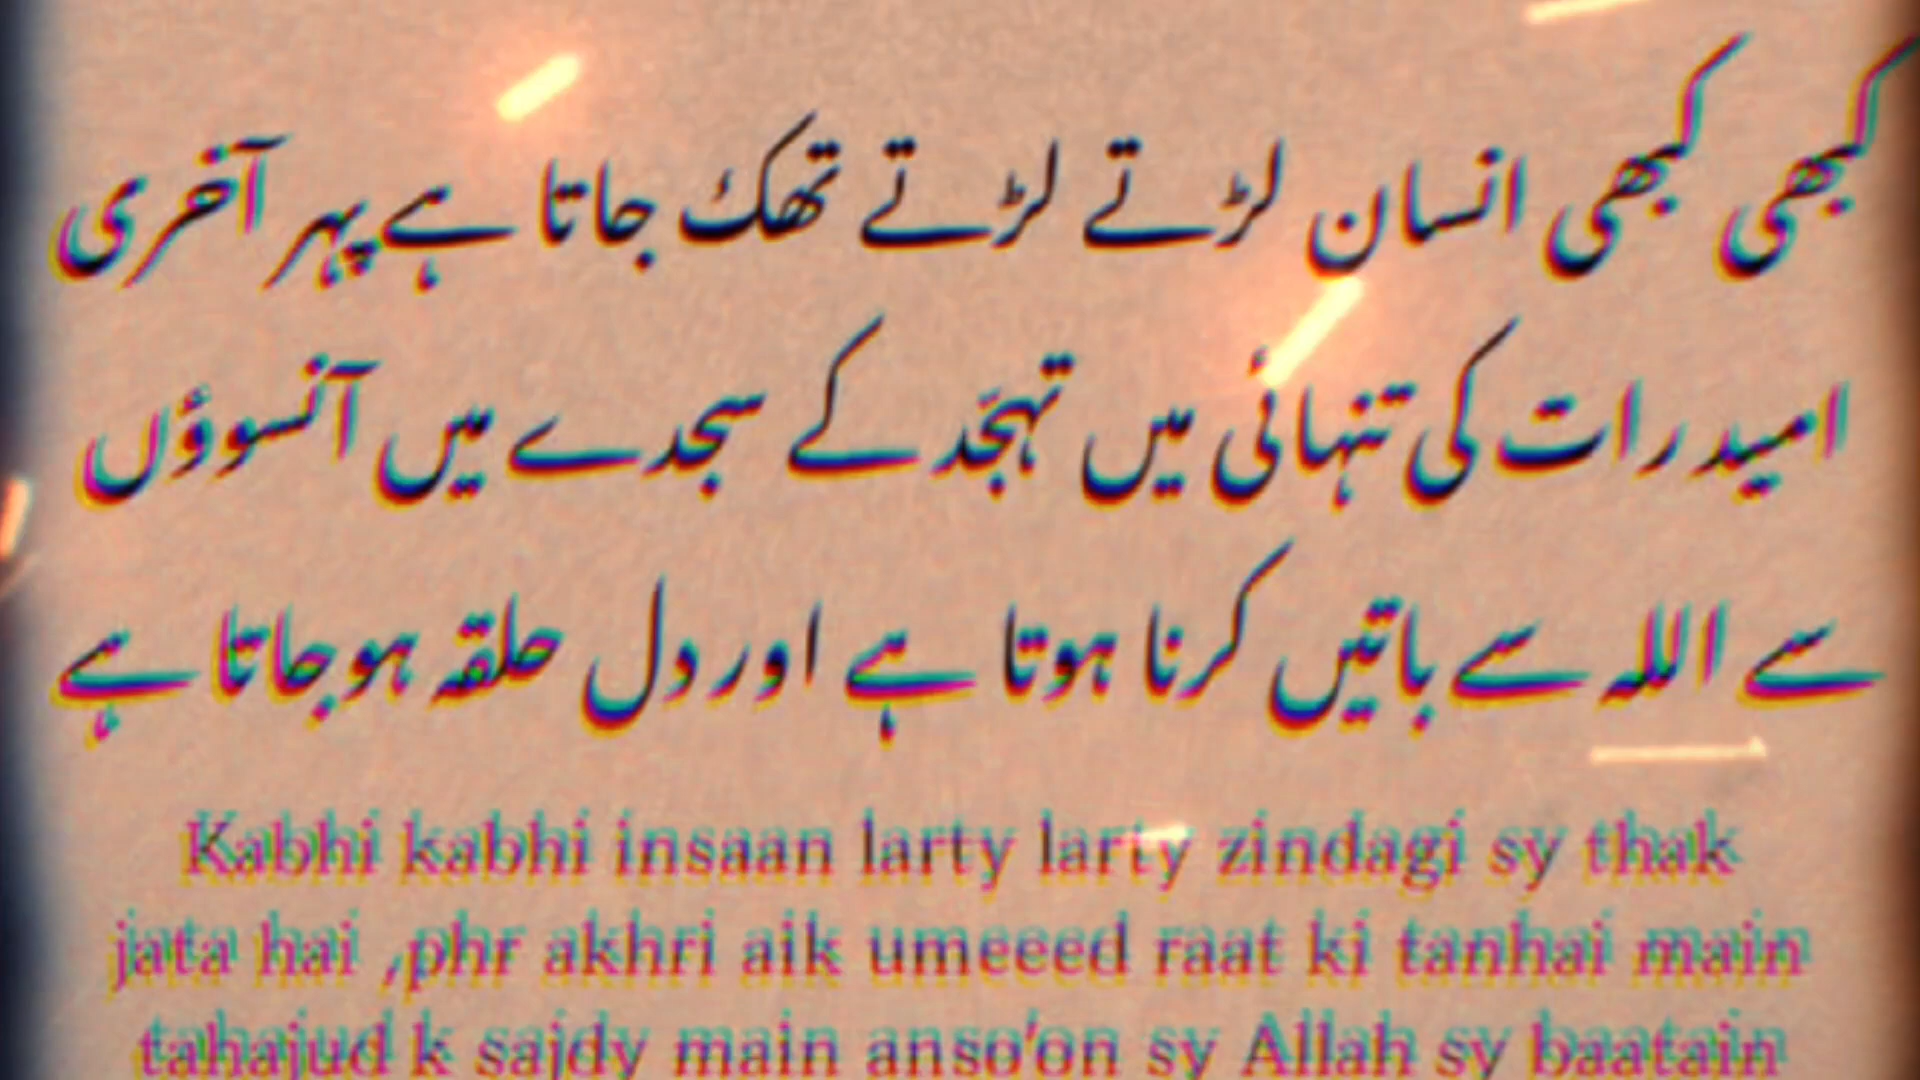 کبھی کبھی انسان لڑتے لڑتے تھک جاتا ہے پہر آخری
امید رات کی تنہائی میں تہجّد کے سجدے میں آنسوؤں
سے اللہ سے باتیں کرنا ہوتا ہے اور دل حلقہ ہو جاتا ہے
Kabhi kabhi insaan larty larty zindagi sy thak
jata hai ,phr akhri aik umeeed raat ki tanhai main
tahajud k sajdy main anso'on sy Allah sy baatain